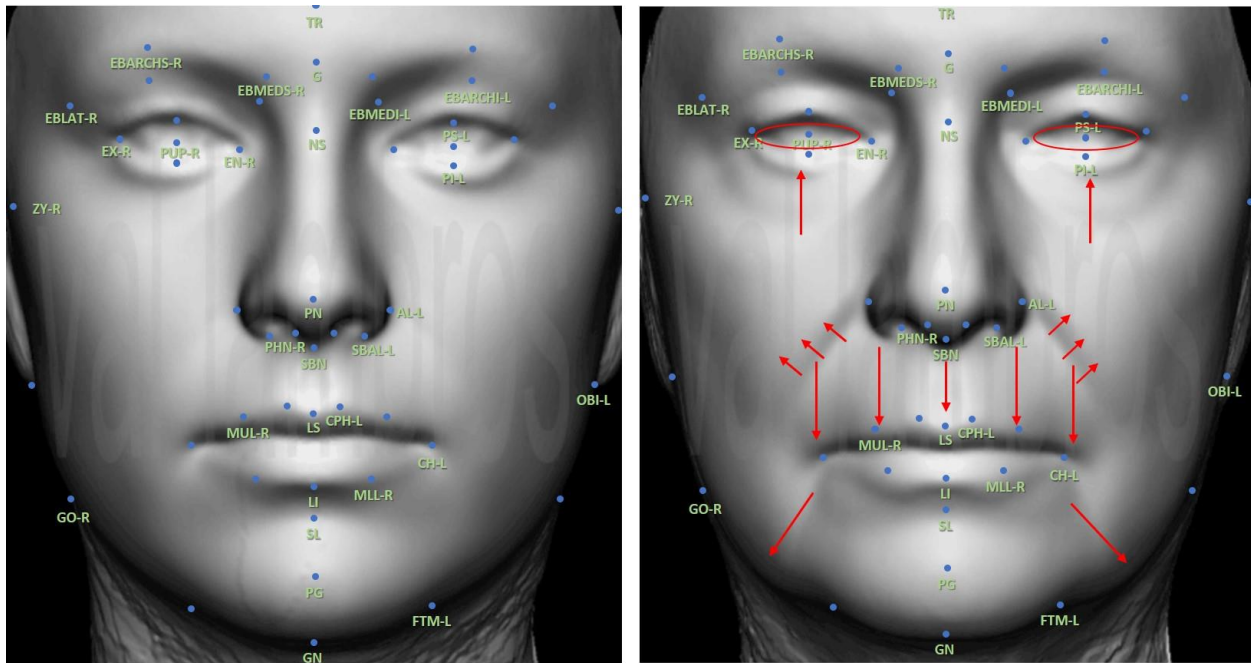 TR
G
EBARCHS-R
EBMEDS-R
EBARCHI-L
EBLAT-R
EBMEDI-L
EX-R
PUP-R
EN-R
NS
PS-L
PI-L
ZY-R
PN
AL-L
PHN-R
SBAL-L
SBN
OBI-L
MUL-R
LS
CPH-L
CH-L
LI
MLL-R
GO-R
SL
PG
FTM-L
GN
TR
G
EBARCHS-R
EBMEDS-R
EBARCHI-L
EBLAT-R
EBMEDI-L
EX-R
PUP-R
EN-R
NS
PS-L
PI-L
ZY-R
PN
AL-L
PHN-R
SBAL-L
SBN
OBI-L
MUL-R
LS
CPH-L
CH-L
LI
MLL-R
GO-R
SL
PG
FTM-L
GN